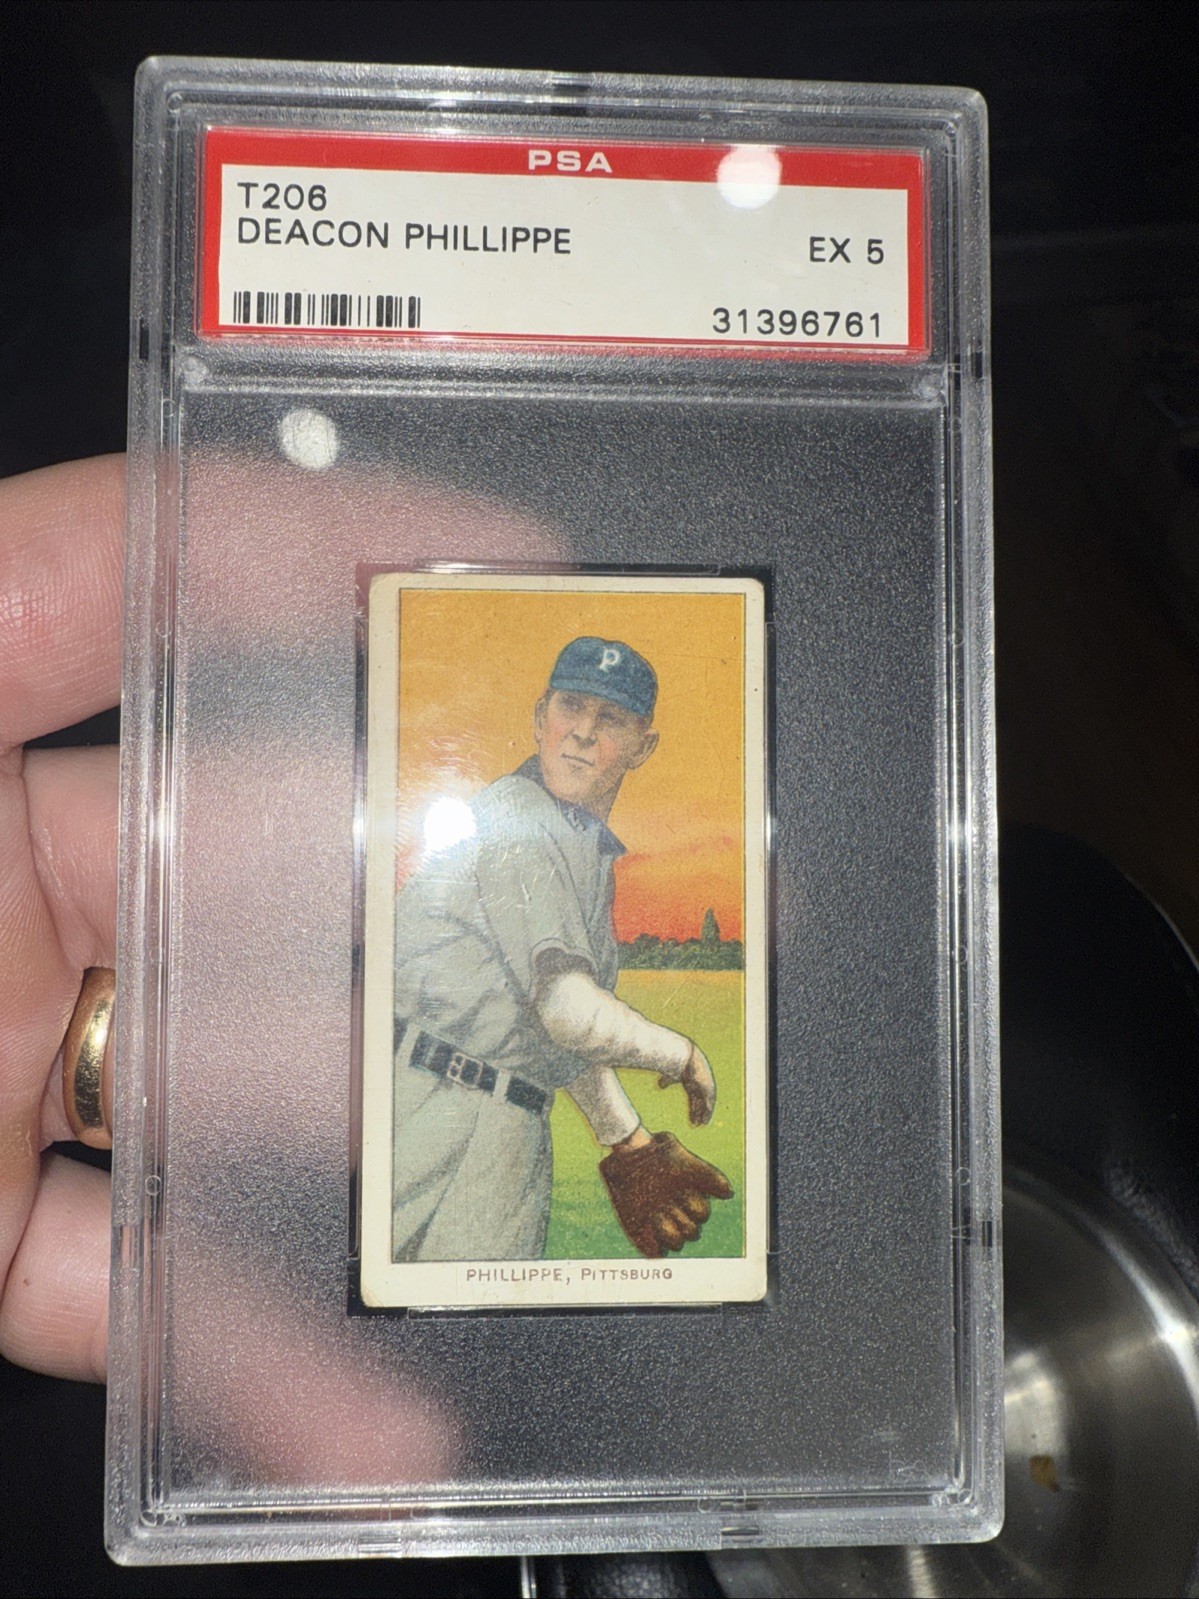 PSA
T206
DEACON PHILLIPPE
EX 5
31396761
P
PHILLIPPE, PITTSBURG